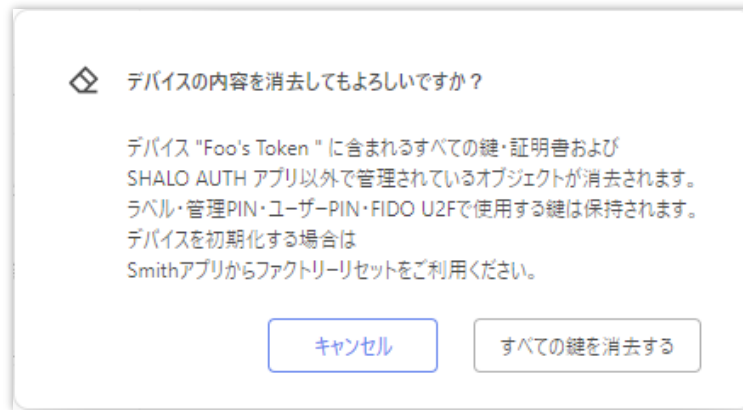 デバイスの内容を消去してもよろしいですか？
デバイス "Foo's Token " に含まれるすべての鍵・証明書および
SHALO AUTH アプリ以外で管理されているオブジェクトが消去されます。
ラベル・管理PIN・ユーザーPIN・FIDO U2Fで使用する鍵は保持されます。
デバイスを初期化する場合は
Smithアプリからファクトリーリセットをご利用ください。
キャンセル
すべての鍵を消去する